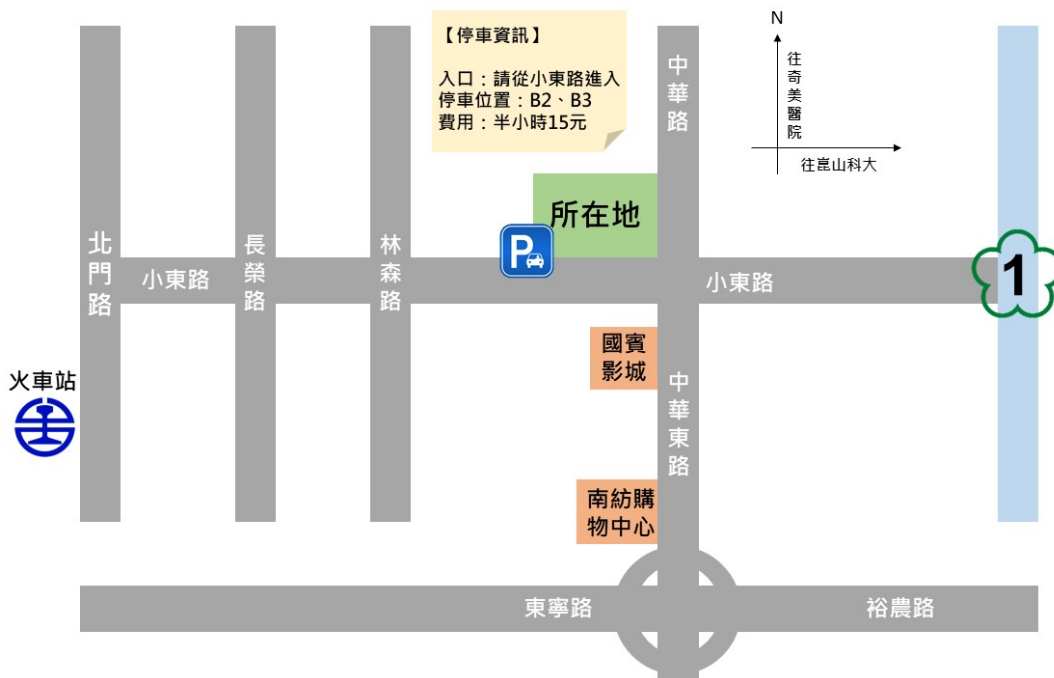 【停車資訊】
入口：請從小東路進入
停車位置：B2、B3
費用：半小時15元
N
往奇美醫院
往崑山科大
中華路
所在地
P
北門路
小東路
長榮路
林森路
小東路
1
國賓
影城
火車站
中華東路
南紡購
物中心
東寧路
裕農路